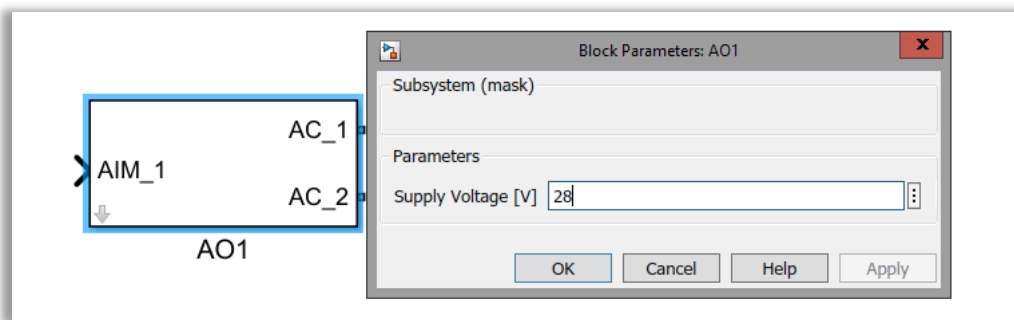 Block Parameters: AO1
X
Subsystem (mask)
AC_1
AIM_1
Parameters
AC_2
Supply Voltage [V] 28
AO1
OK Cancel Help Apply